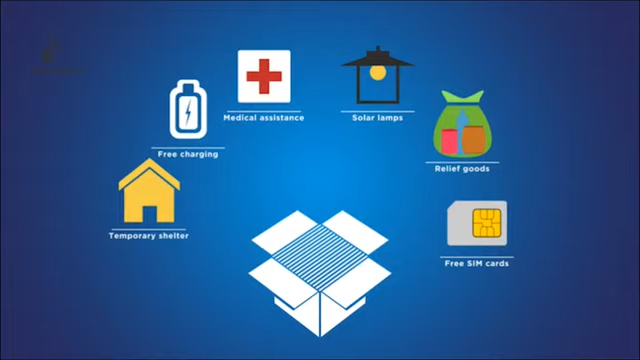 Medical assistance
Solar lamps
Free charging
Relief goods
Temporary shelter
Free SIM cards